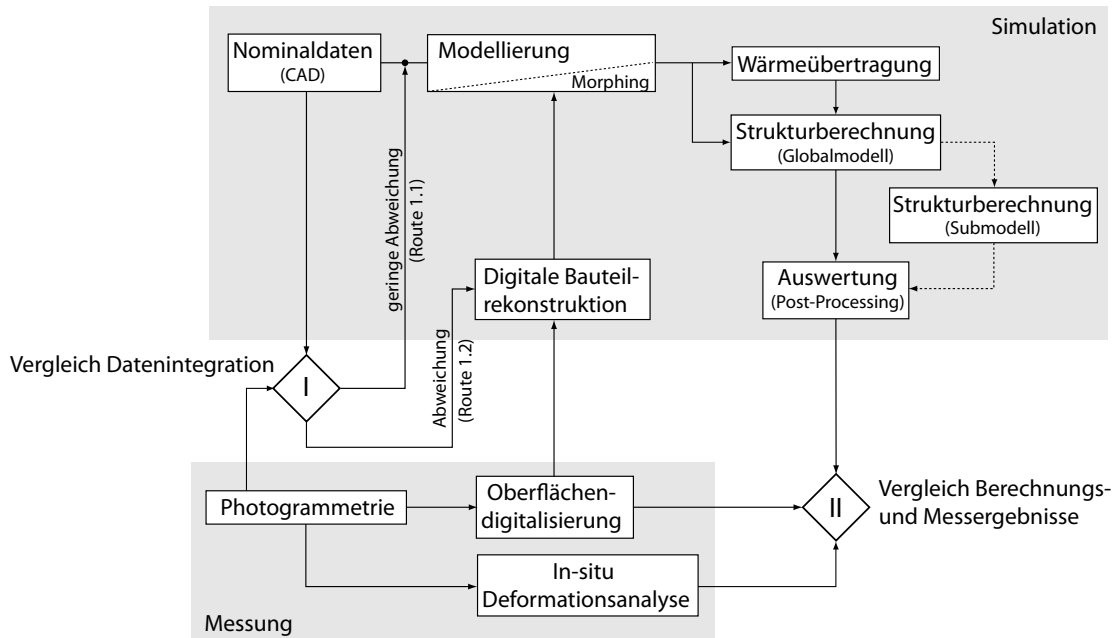 Simulation
Nominaldaten
(CAD)
Modellierung
Morphing
Wärmeübertragung
Strukturberechnung
(Globalmodell)
Strukturberechnung
(Submodell)
geringe Abweichung
(Route 1.1)
Digitale Bauteil-
rekonstruktion
Auswertung
(Post-Processing)
Abweichung
(Route 1.2)
Vergleich Datenintegration
I
Photogrammetrie
Oberflächen-
digitalisierung
II
Vergleich Berechnungs-
und Messergebnisse
In-situ
Deformationsanalyse
Messung